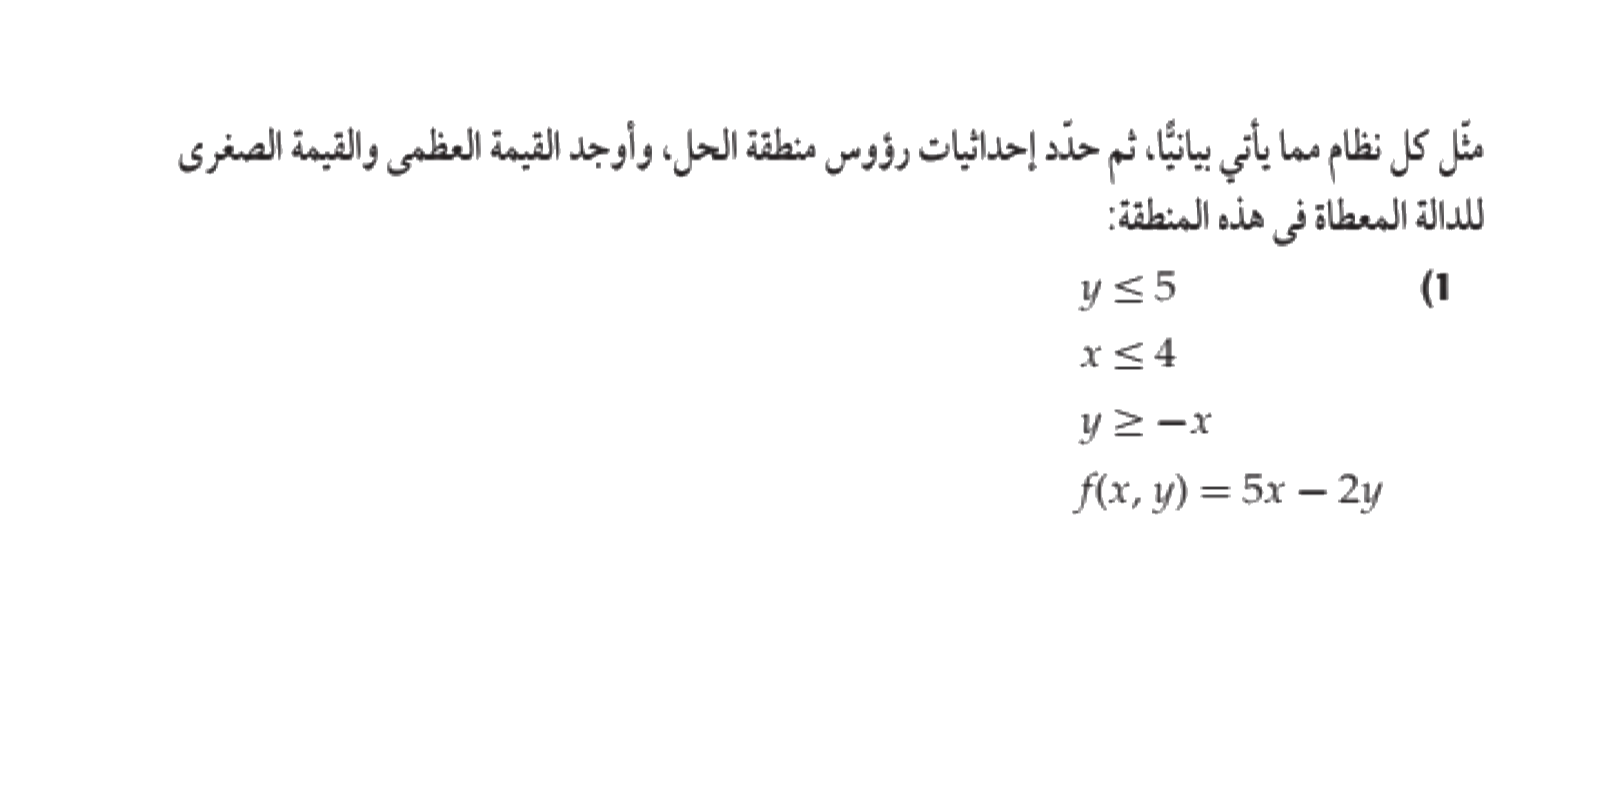 مثّل كل نظام مما يأتي بيانيًّا، ثم حدّد إحداثيات رؤوس منطقة الحل، وأوجد القيمة العظمى والقيمة الصغرى
للدالة المعطاة في هذه المنطقة:
(1 y ≤ 5
x ≤ 4
y ≥ −x
f(x, y) = 5x − 2y